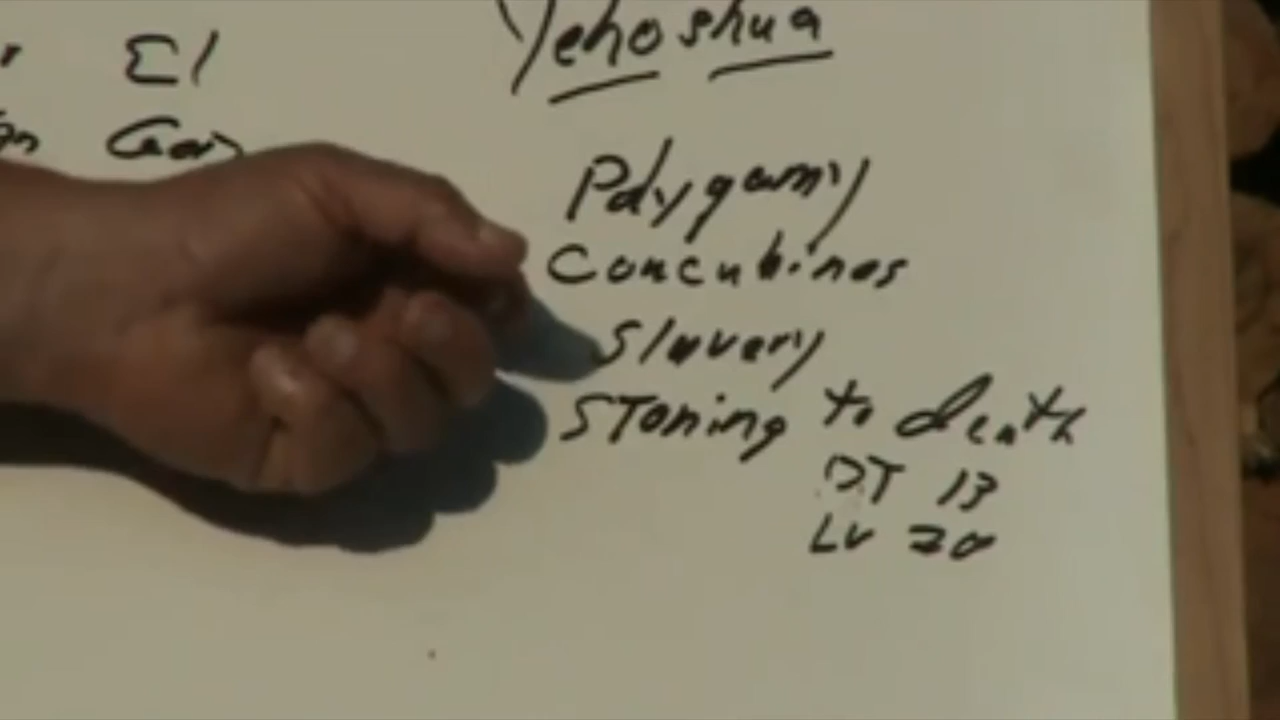 El
Yehoshua
Polygamy
Concubines
Slavery
Stoning to death
DT 13
Lv 20